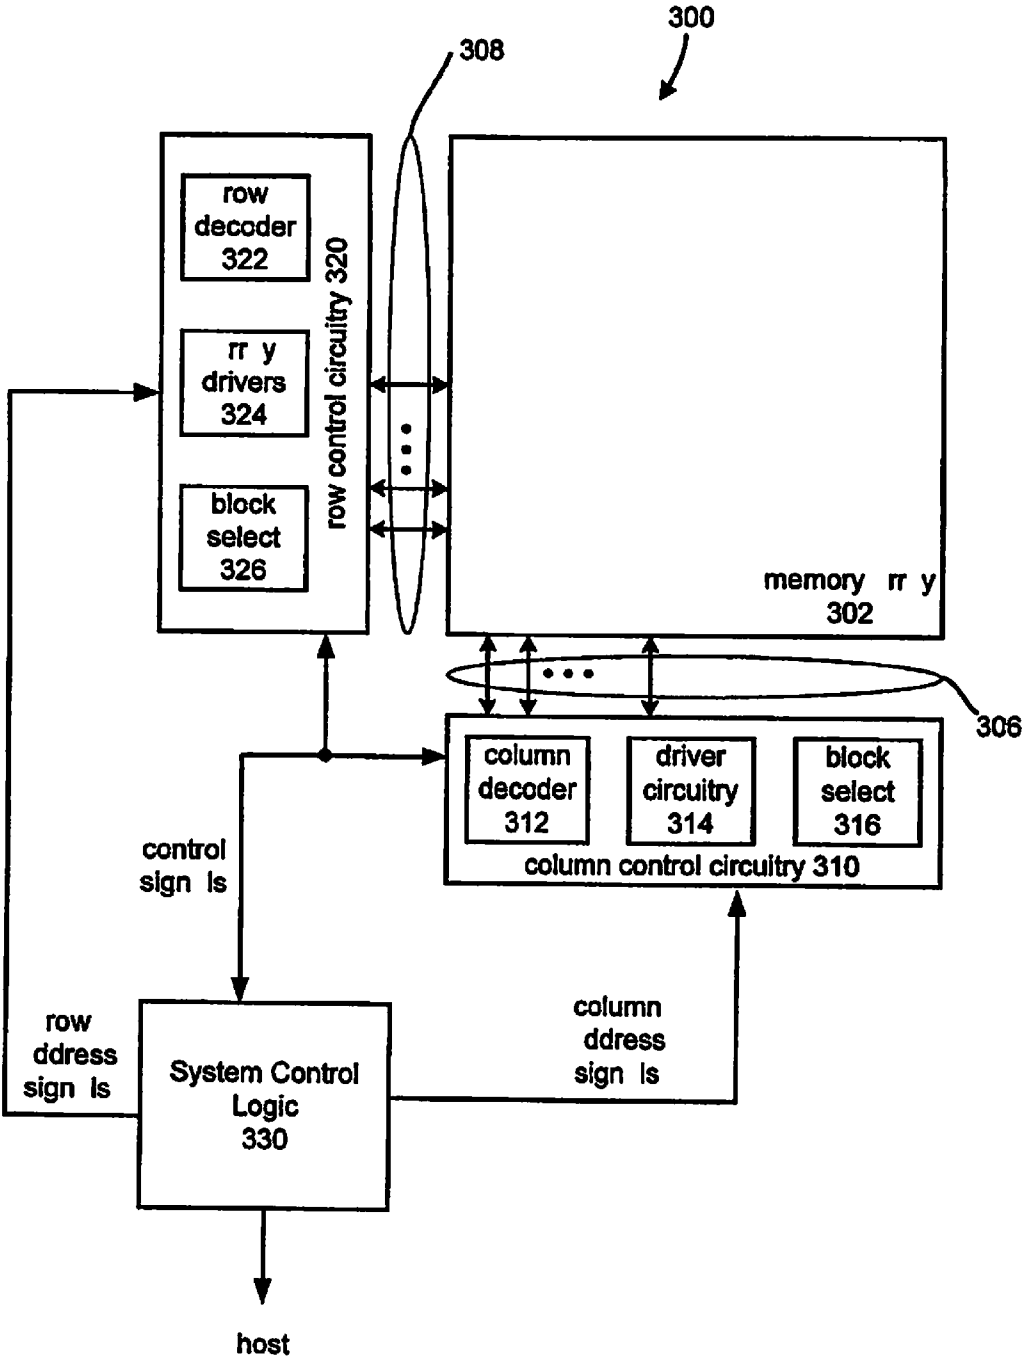 300
308
row
decoder
322
rr y
drivers
324
block
select
326
row control circuitry 320
memory rr y
302
306
column
decoder
312
driver
circuitry
314
block
select
316
column control circuitry 310
control
sign ls
row
ddress
sign ls
column
ddress
sign ls
System Control
Logic
330
host